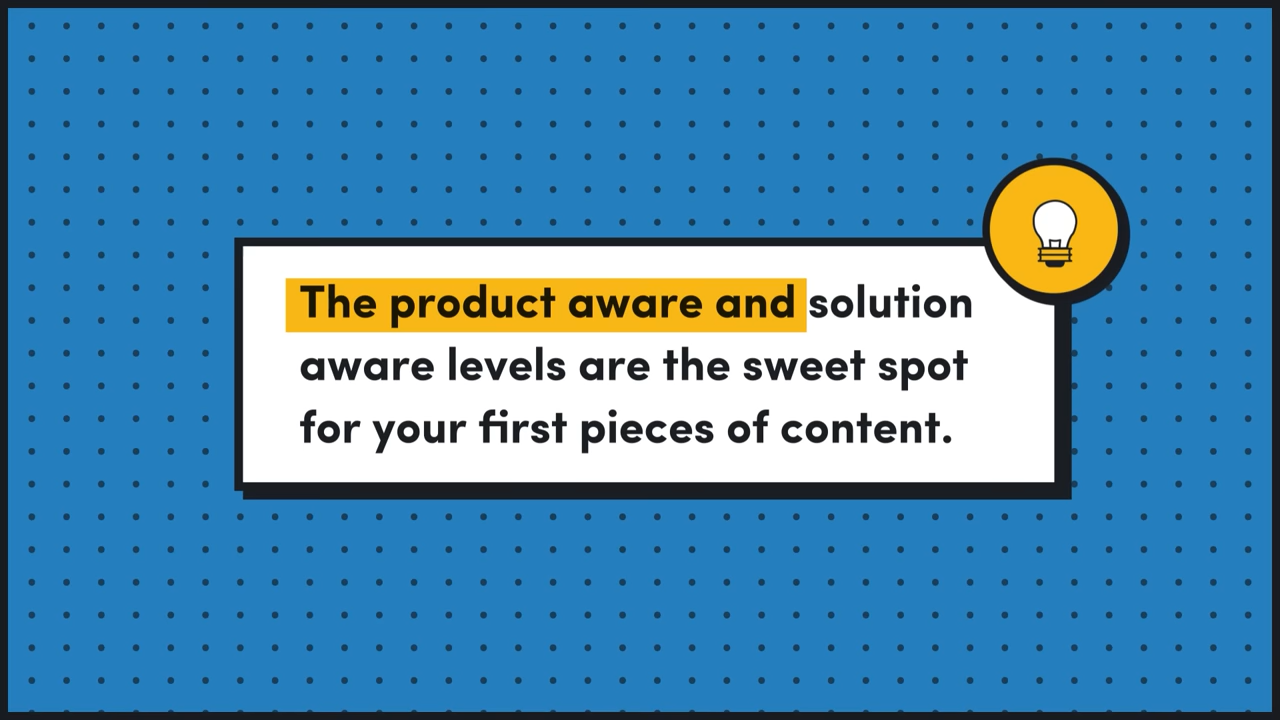 The product aware and solution
aware levels are the sweet spot
for your first pieces of content.